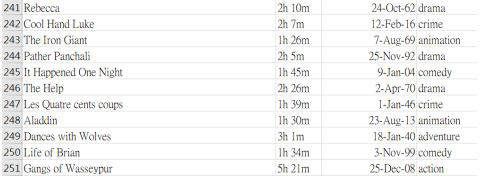 241 Rebecca 2h 10m 24-Oct-62 drama
242 Cool Hand Luke 2h 7m 12-Feb-16 crime
243 The Iron Giant 1h 26m 7-Aug-69 animation
244 Pather Panchali 2h 5m 25-Nov-92 drama
245 It Happened One Night 1h 45m 9-Jan-04 comedy
246 The Help 2h 26m 2-Apr-70 drama
247 Les Quatre cents coups 1h 39m 1-Jan-46 crime
248 Aladdin 1h 30m 23-Aug-13 animation
249 Dances with Wolves 3h 1m 18-Jan-40 adventure
250 Life of Brian 1h 34m 3-Nov-99 comedy
251 Gangs of Wasseypur 5h 21m 25-Dec-08 action